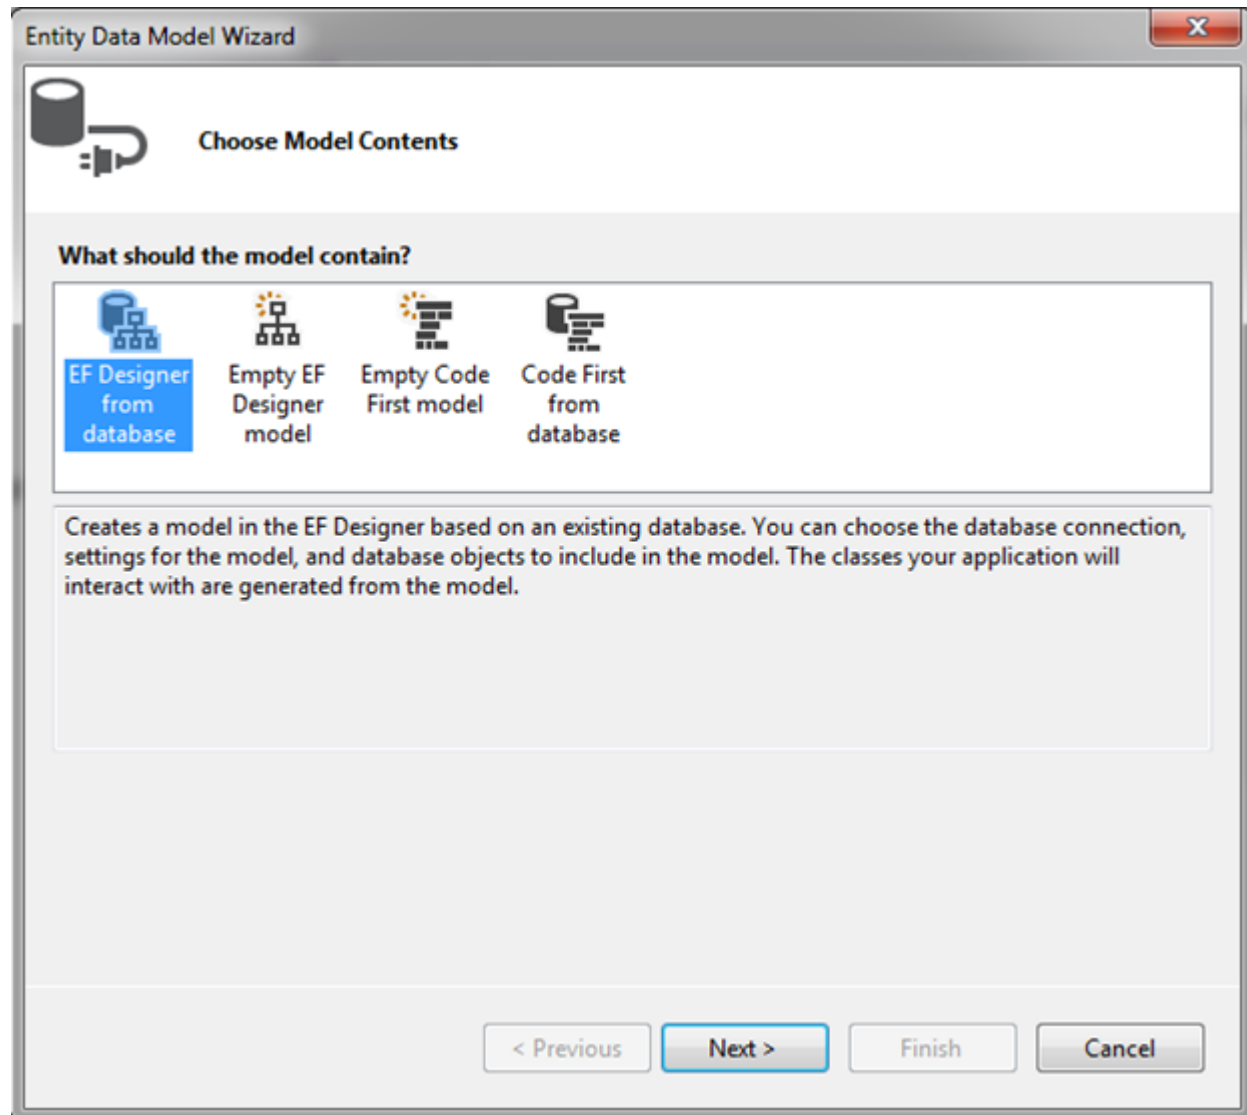 Entity Data Model Wizard
Choose Model Contents
What should the model contain?
EF Designer
from
database
Empty EF
Designer
model
Empty Code
First model
Code First
from
database
Creates a model in the EF Designer based on an existing database. You can choose the database connection,
settings for the model, and database objects to include in the model. The classes your application will
interact with are generated from the model.
< Previous
Next >
Finish
Cancel